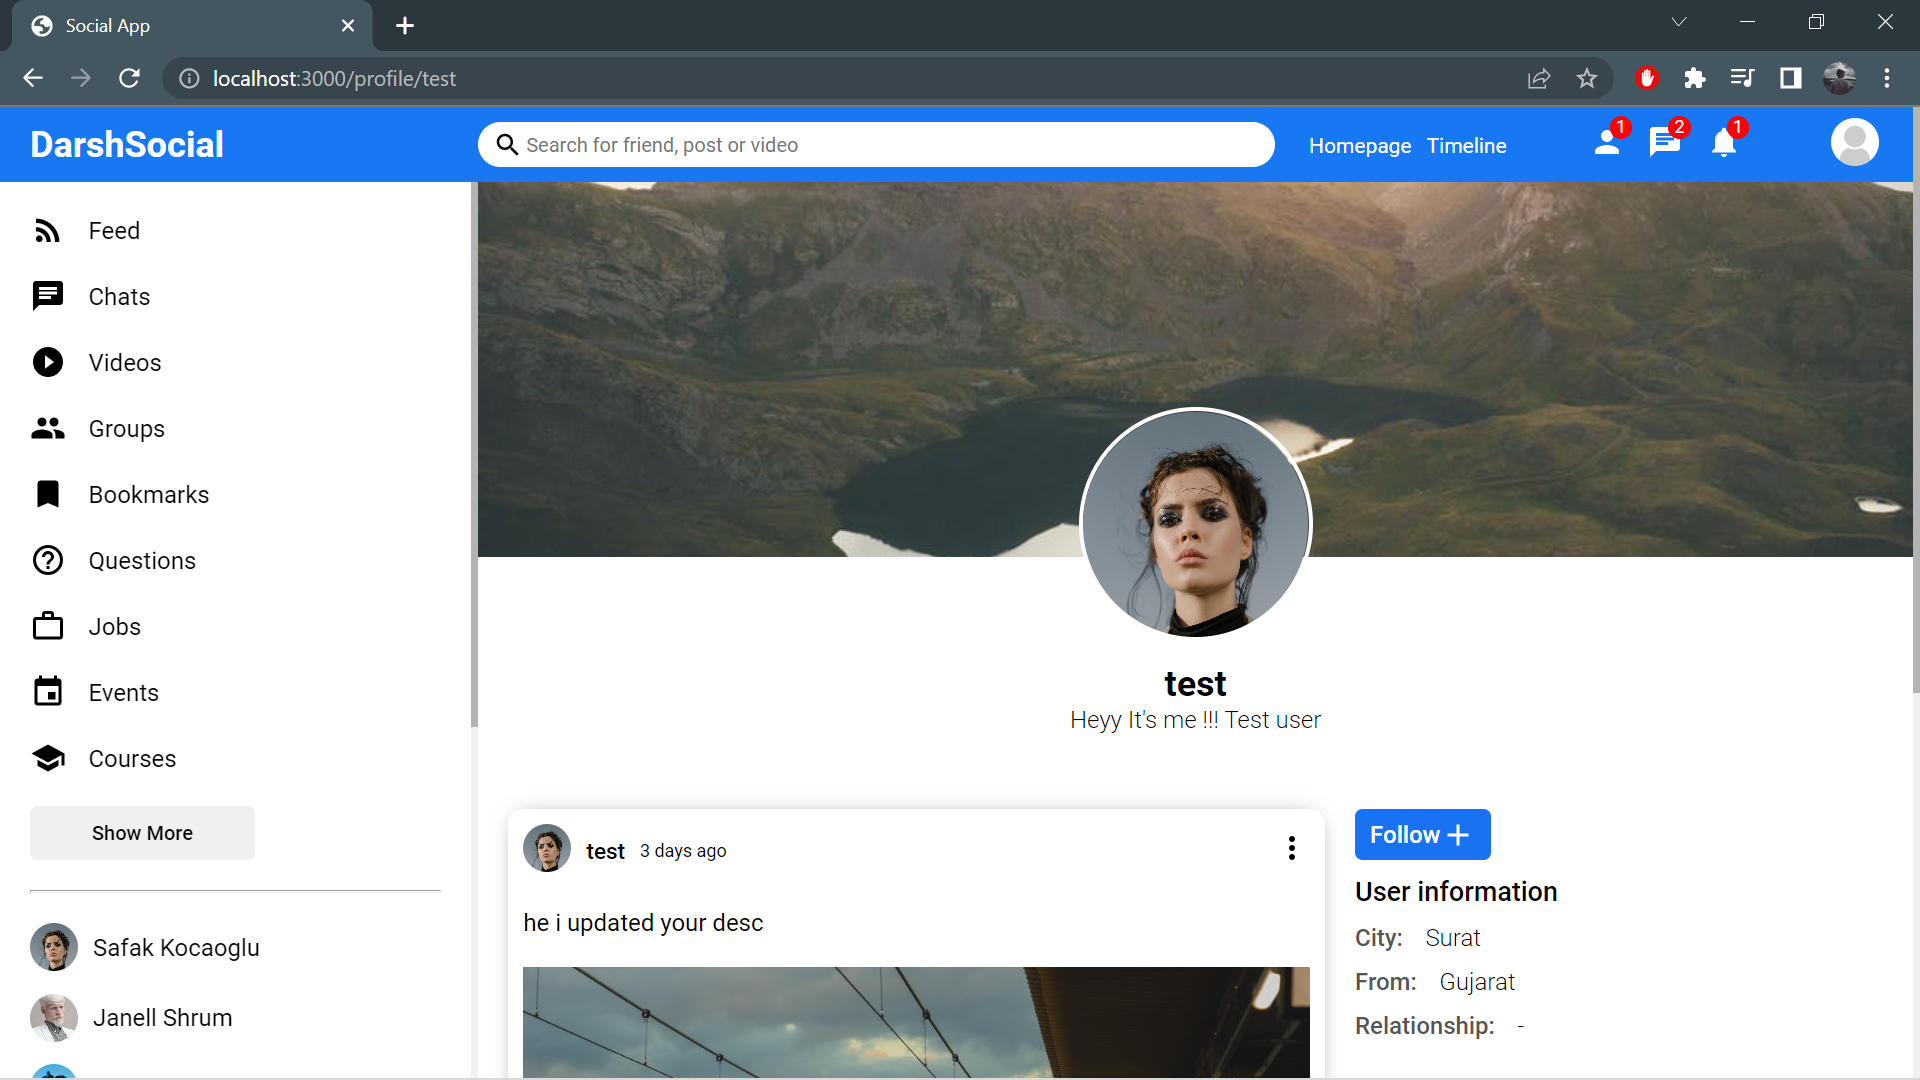 Social App
localhost:3000/profile/test
DarshSocial
Search for friend, post or video
Homepage Timeline
1
2
1
Feed
Chats
Videos
Groups
Bookmarks
Questions
Jobs
Events
Courses
Show More
Safak Kocaoglu
Janell Shrum
test
Heyy It's me !!! Test user
test 3 days ago
he i updated your desc
Follow
User information
City: Surat
From: Gujarat
Relationship: -